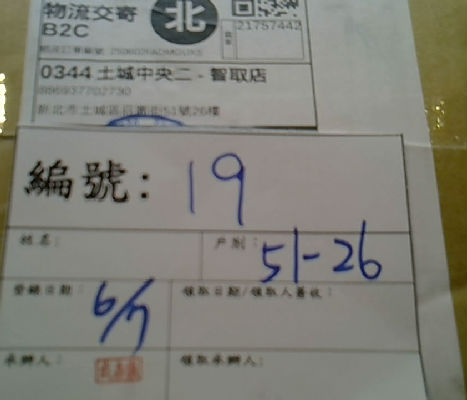 物流交寄
B2C
北
21757442
0344 土城中央二 - 智取店
886937702730
編號: 19
姓名:
戶別: 51-26
登錄日期: 6/7
領取日期/領取人簽收:
承辦人:
領取承辦人: